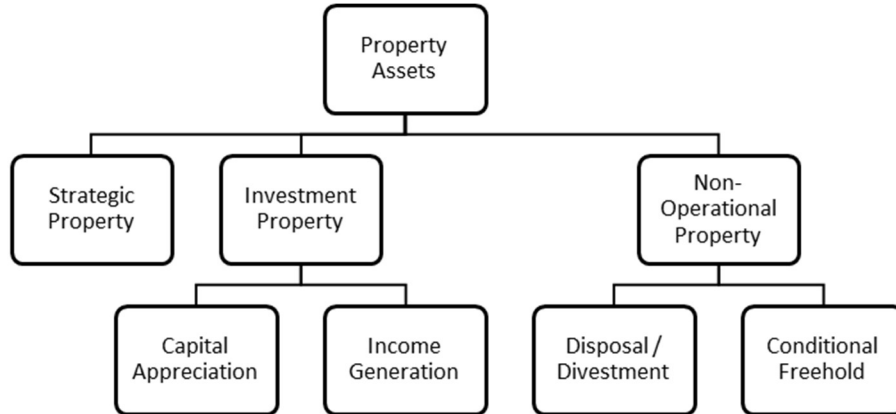 Property
Assets
Strategic
Property
Investment
Property
Non-
Operational
Property
Capital
Appreciation
Income
Generation
Disposal /
Divestment
Conditional
Freehold